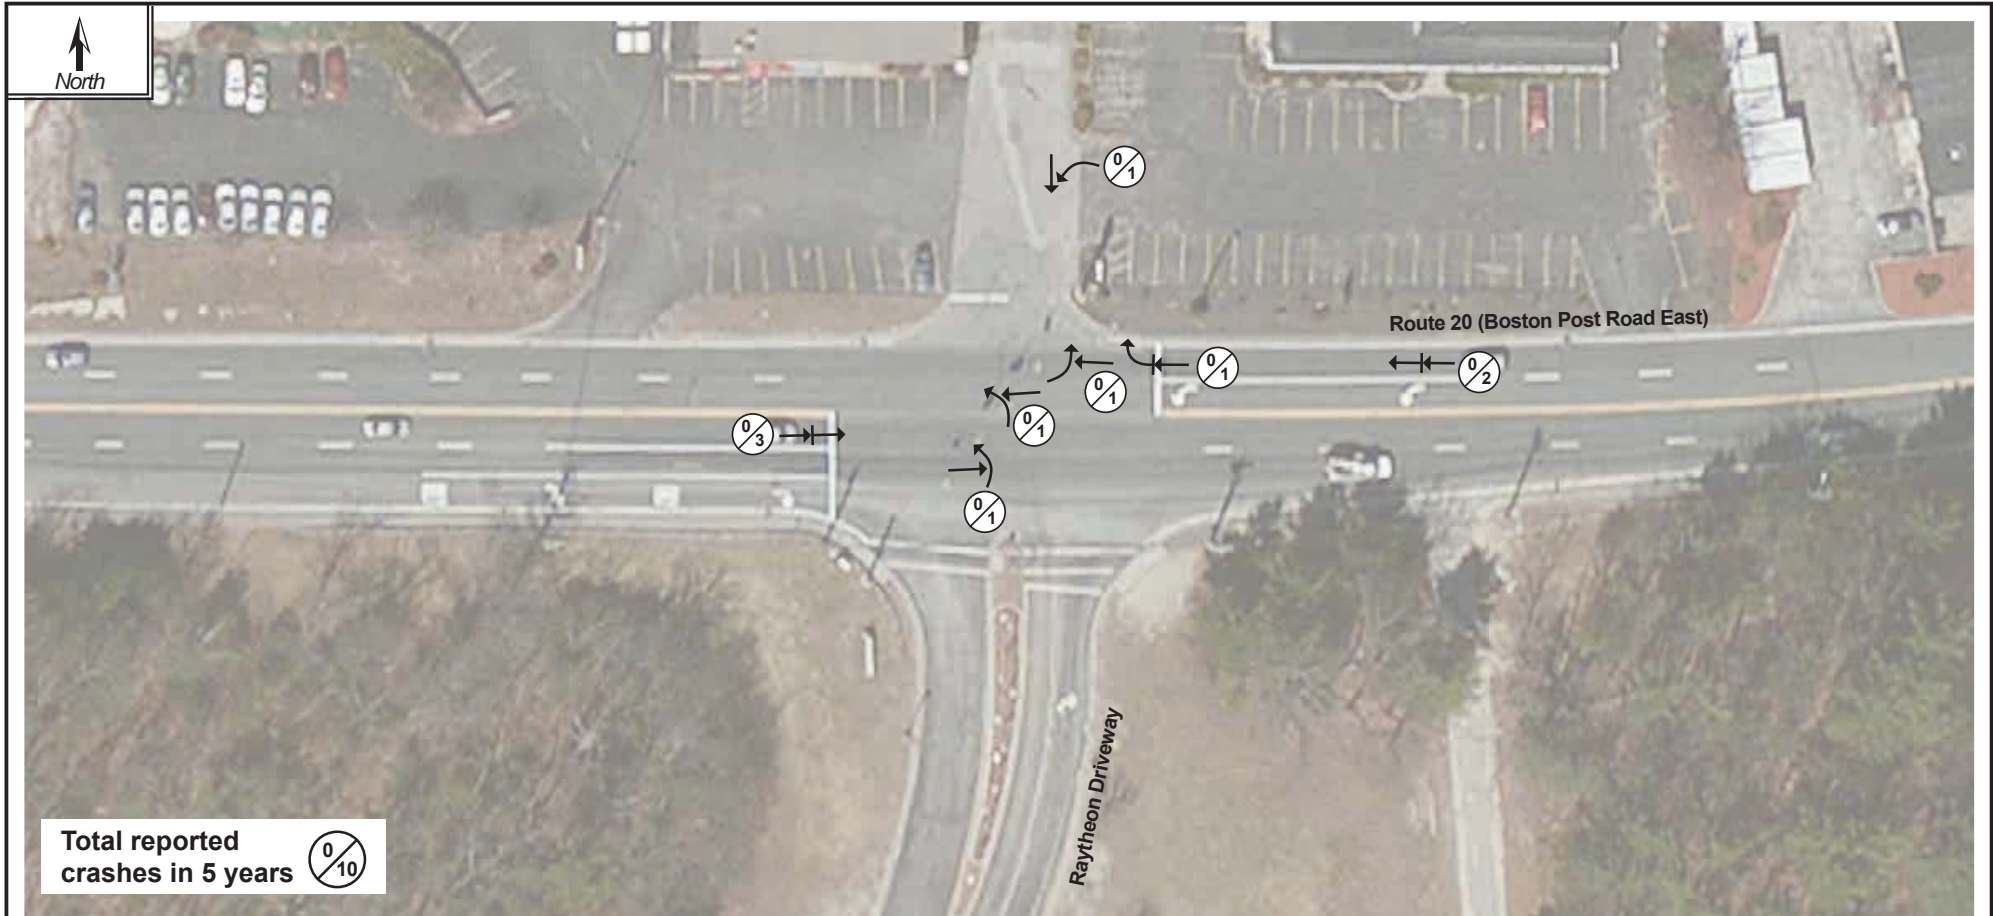 North
0/1
Route 20 (Boston Post Road East)
0/1
0/2
0/1
0/1
0/3
0/1
Raytheon Driveway
Total reported
crashes in 5 years
0/10